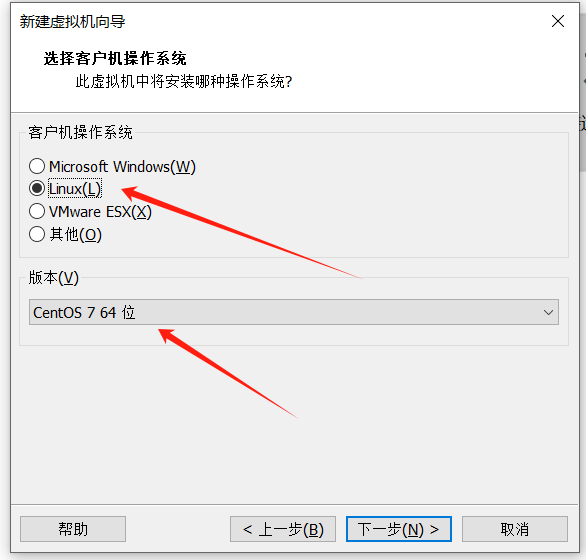 新建虚拟机向导
选择客户机操作系统
此虚拟机中将安装哪种操作系统?
客户机操作系统
Microsoft Windows(W)
Linux(L)
VMware ESX(X)
其他(O)
版本(V)
CentOS 7 64 位
帮助
< 上一步(B)
下一步(N) >
取消